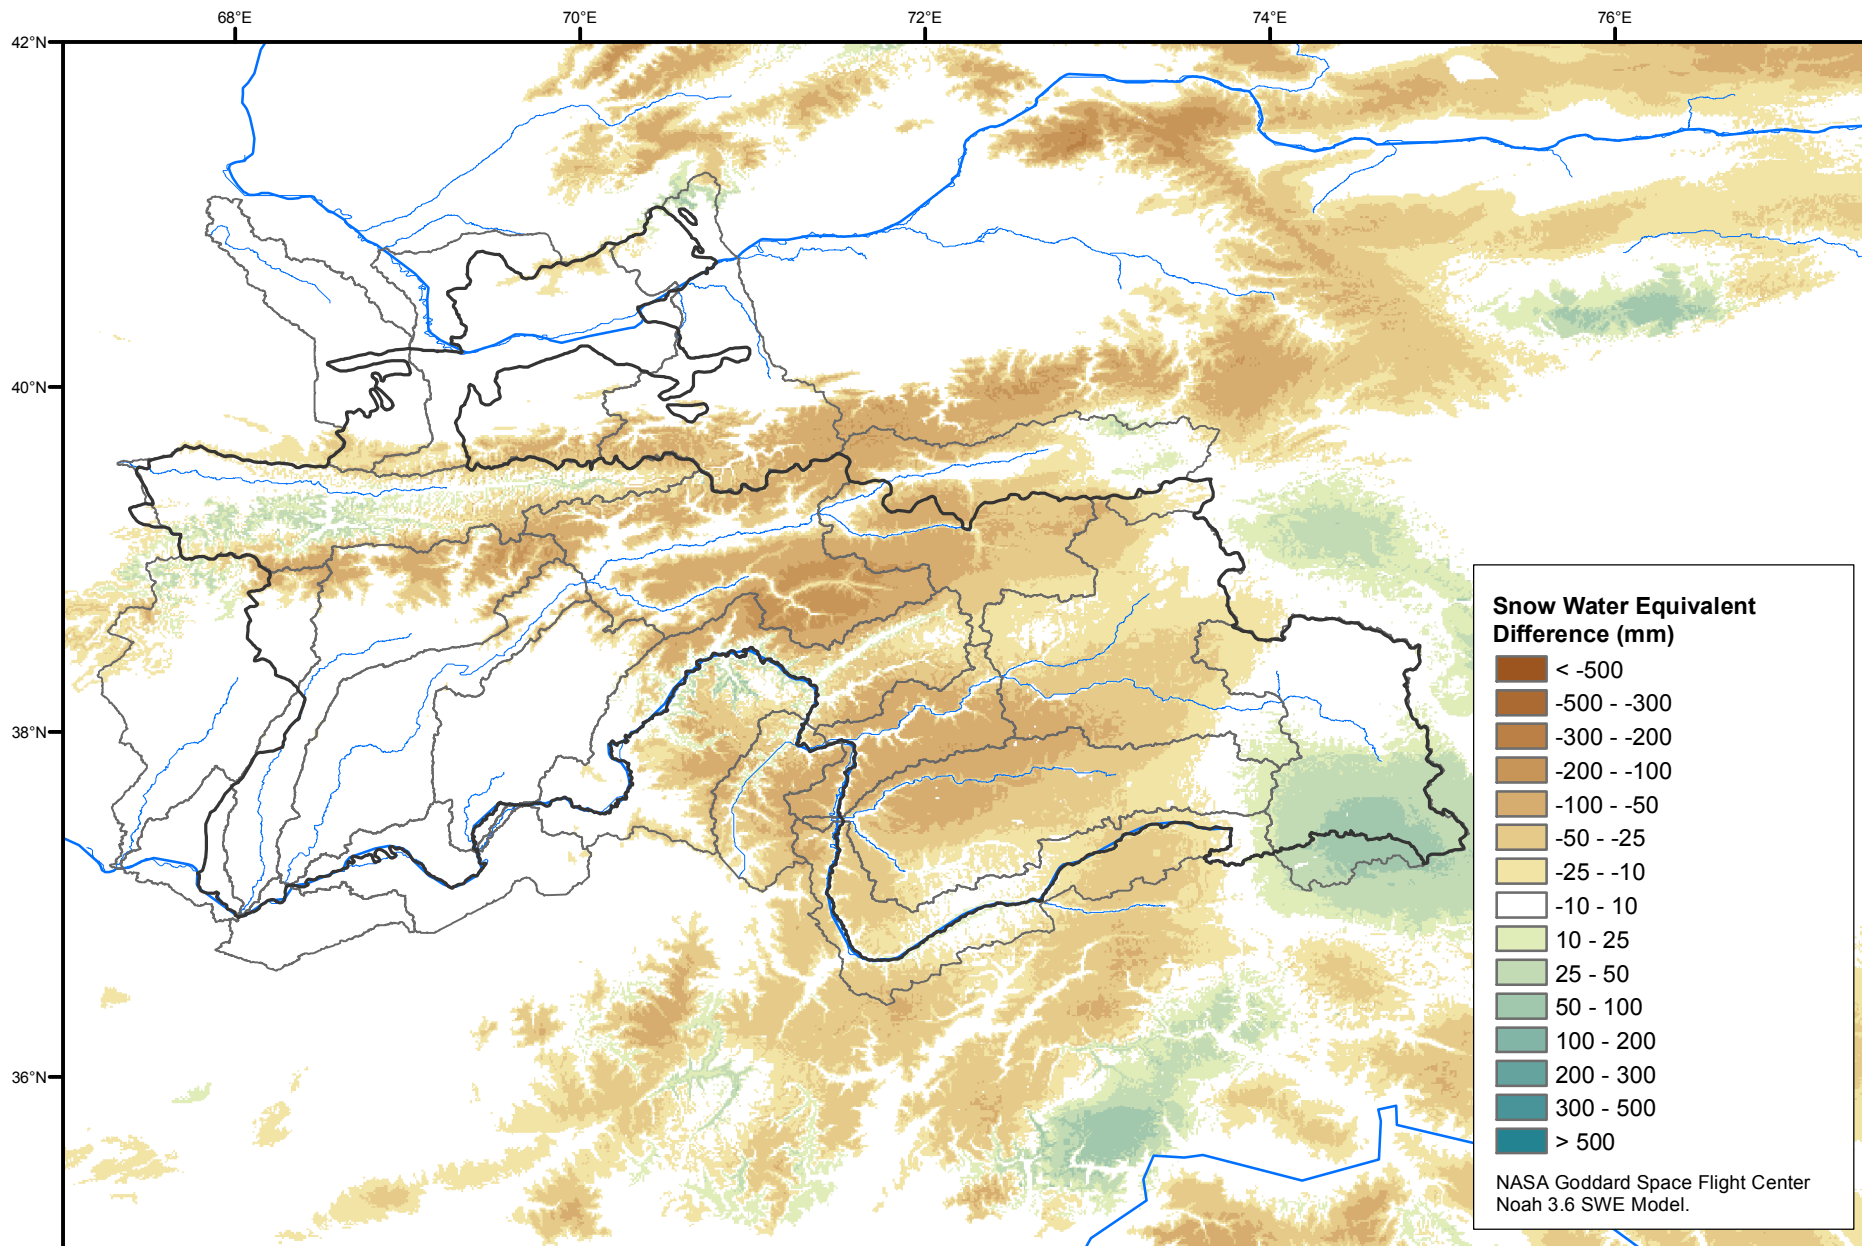 68°E
70°E
72°E
74°E
76°E
42°N
40°N
38°N
36°N
Snow Water Equivalent
Difference (mm)
< -500
-500 - -300
-300 - -200
-200 - -100
-100 - -50
-50 - -25
-25 - -10
-10 - 10
10 - 25
25 - 50
50 - 100
100 - 200
200 - 300
300 - 500
> 500
NASA Goddard Space Flight Center
Noah 3.6 SWE Model.